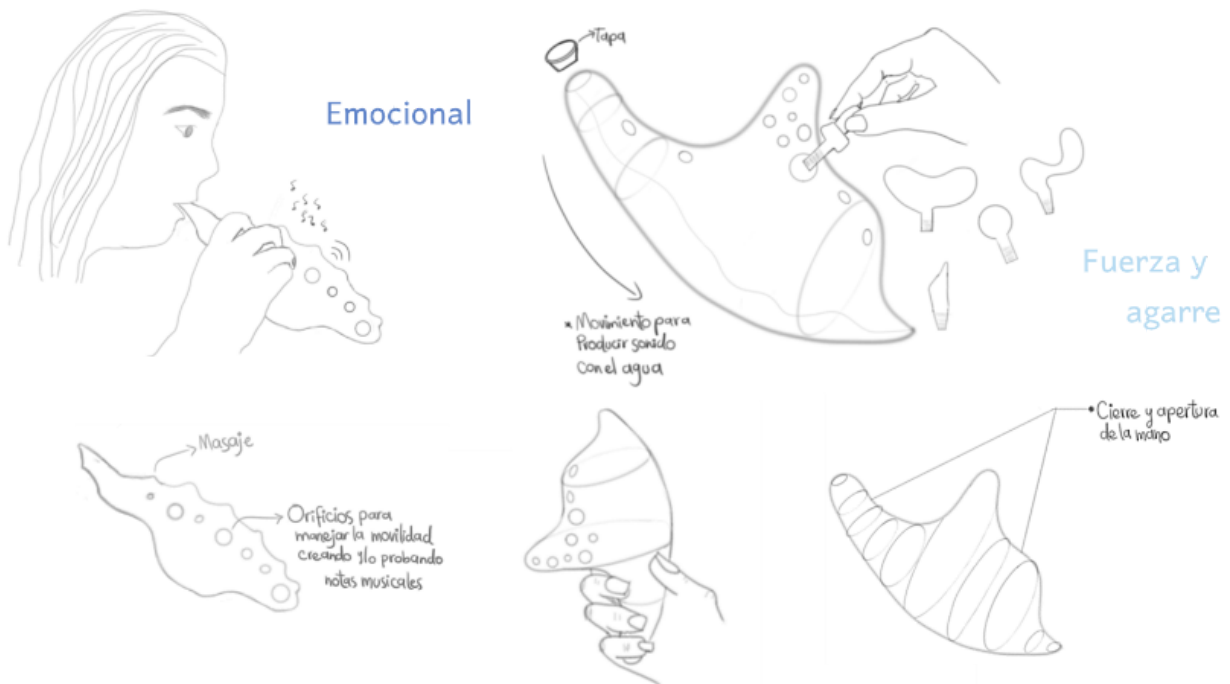 Emocional
Tapa
* Movimiento para
Producir sonido
con el agua
Fuerza y
agarre
Masaje
Orificios para
manejar la movilidad
creando y/o probando
notas musicales
• Cierre y apertura
de la mano